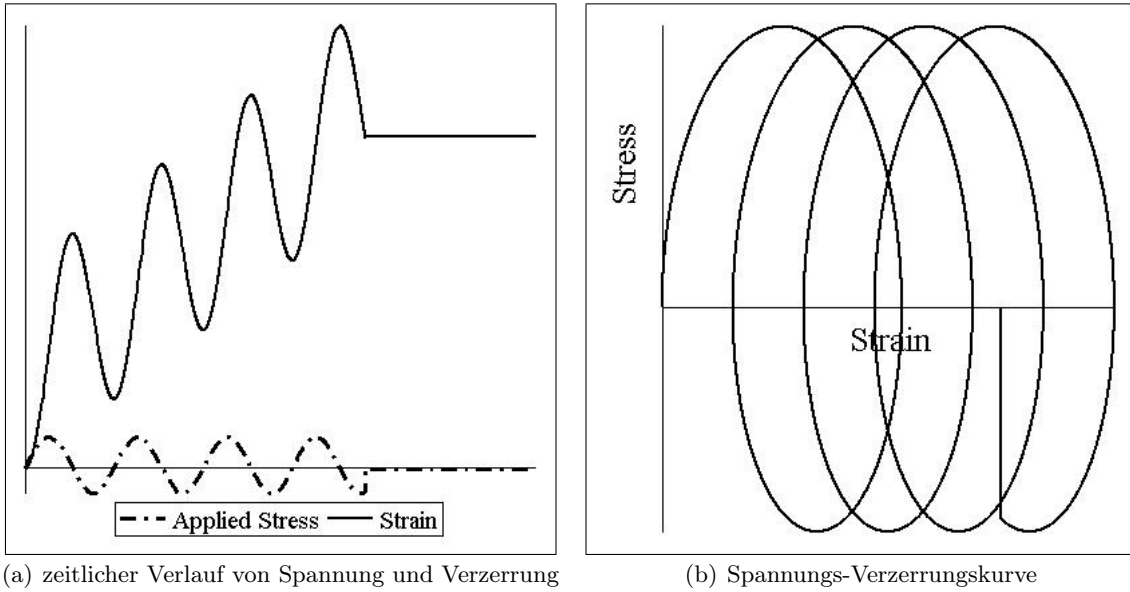 Applied Stress
Strain
Stress
Strain
(a) zeitlicher Verlauf von Spannung und Verzerrung
(b) Spannungs-Verzerrungskurve